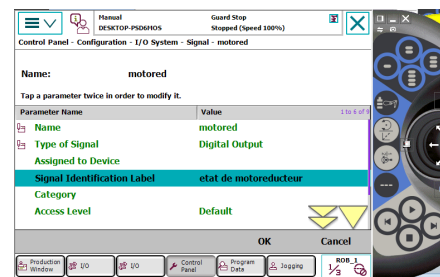 Manual Guard Stop
DESKTOP-PSD6MOS Stopped (Speed 100%)
Control Panel - Configuration - I/O System - Signal - motored
Name: motored
Tap a parameter twice in order to modify it.
Parameter Name Value 1 to 6 of 9
Name motored
Type of Signal Digital Output
Assigned to Device
Signal Identification Label etat de motoreducteur
Category
Access Level Default
OK Cancel
Production Window I/O I/O Control Panel Program Data Jogging ROB_1 1/3